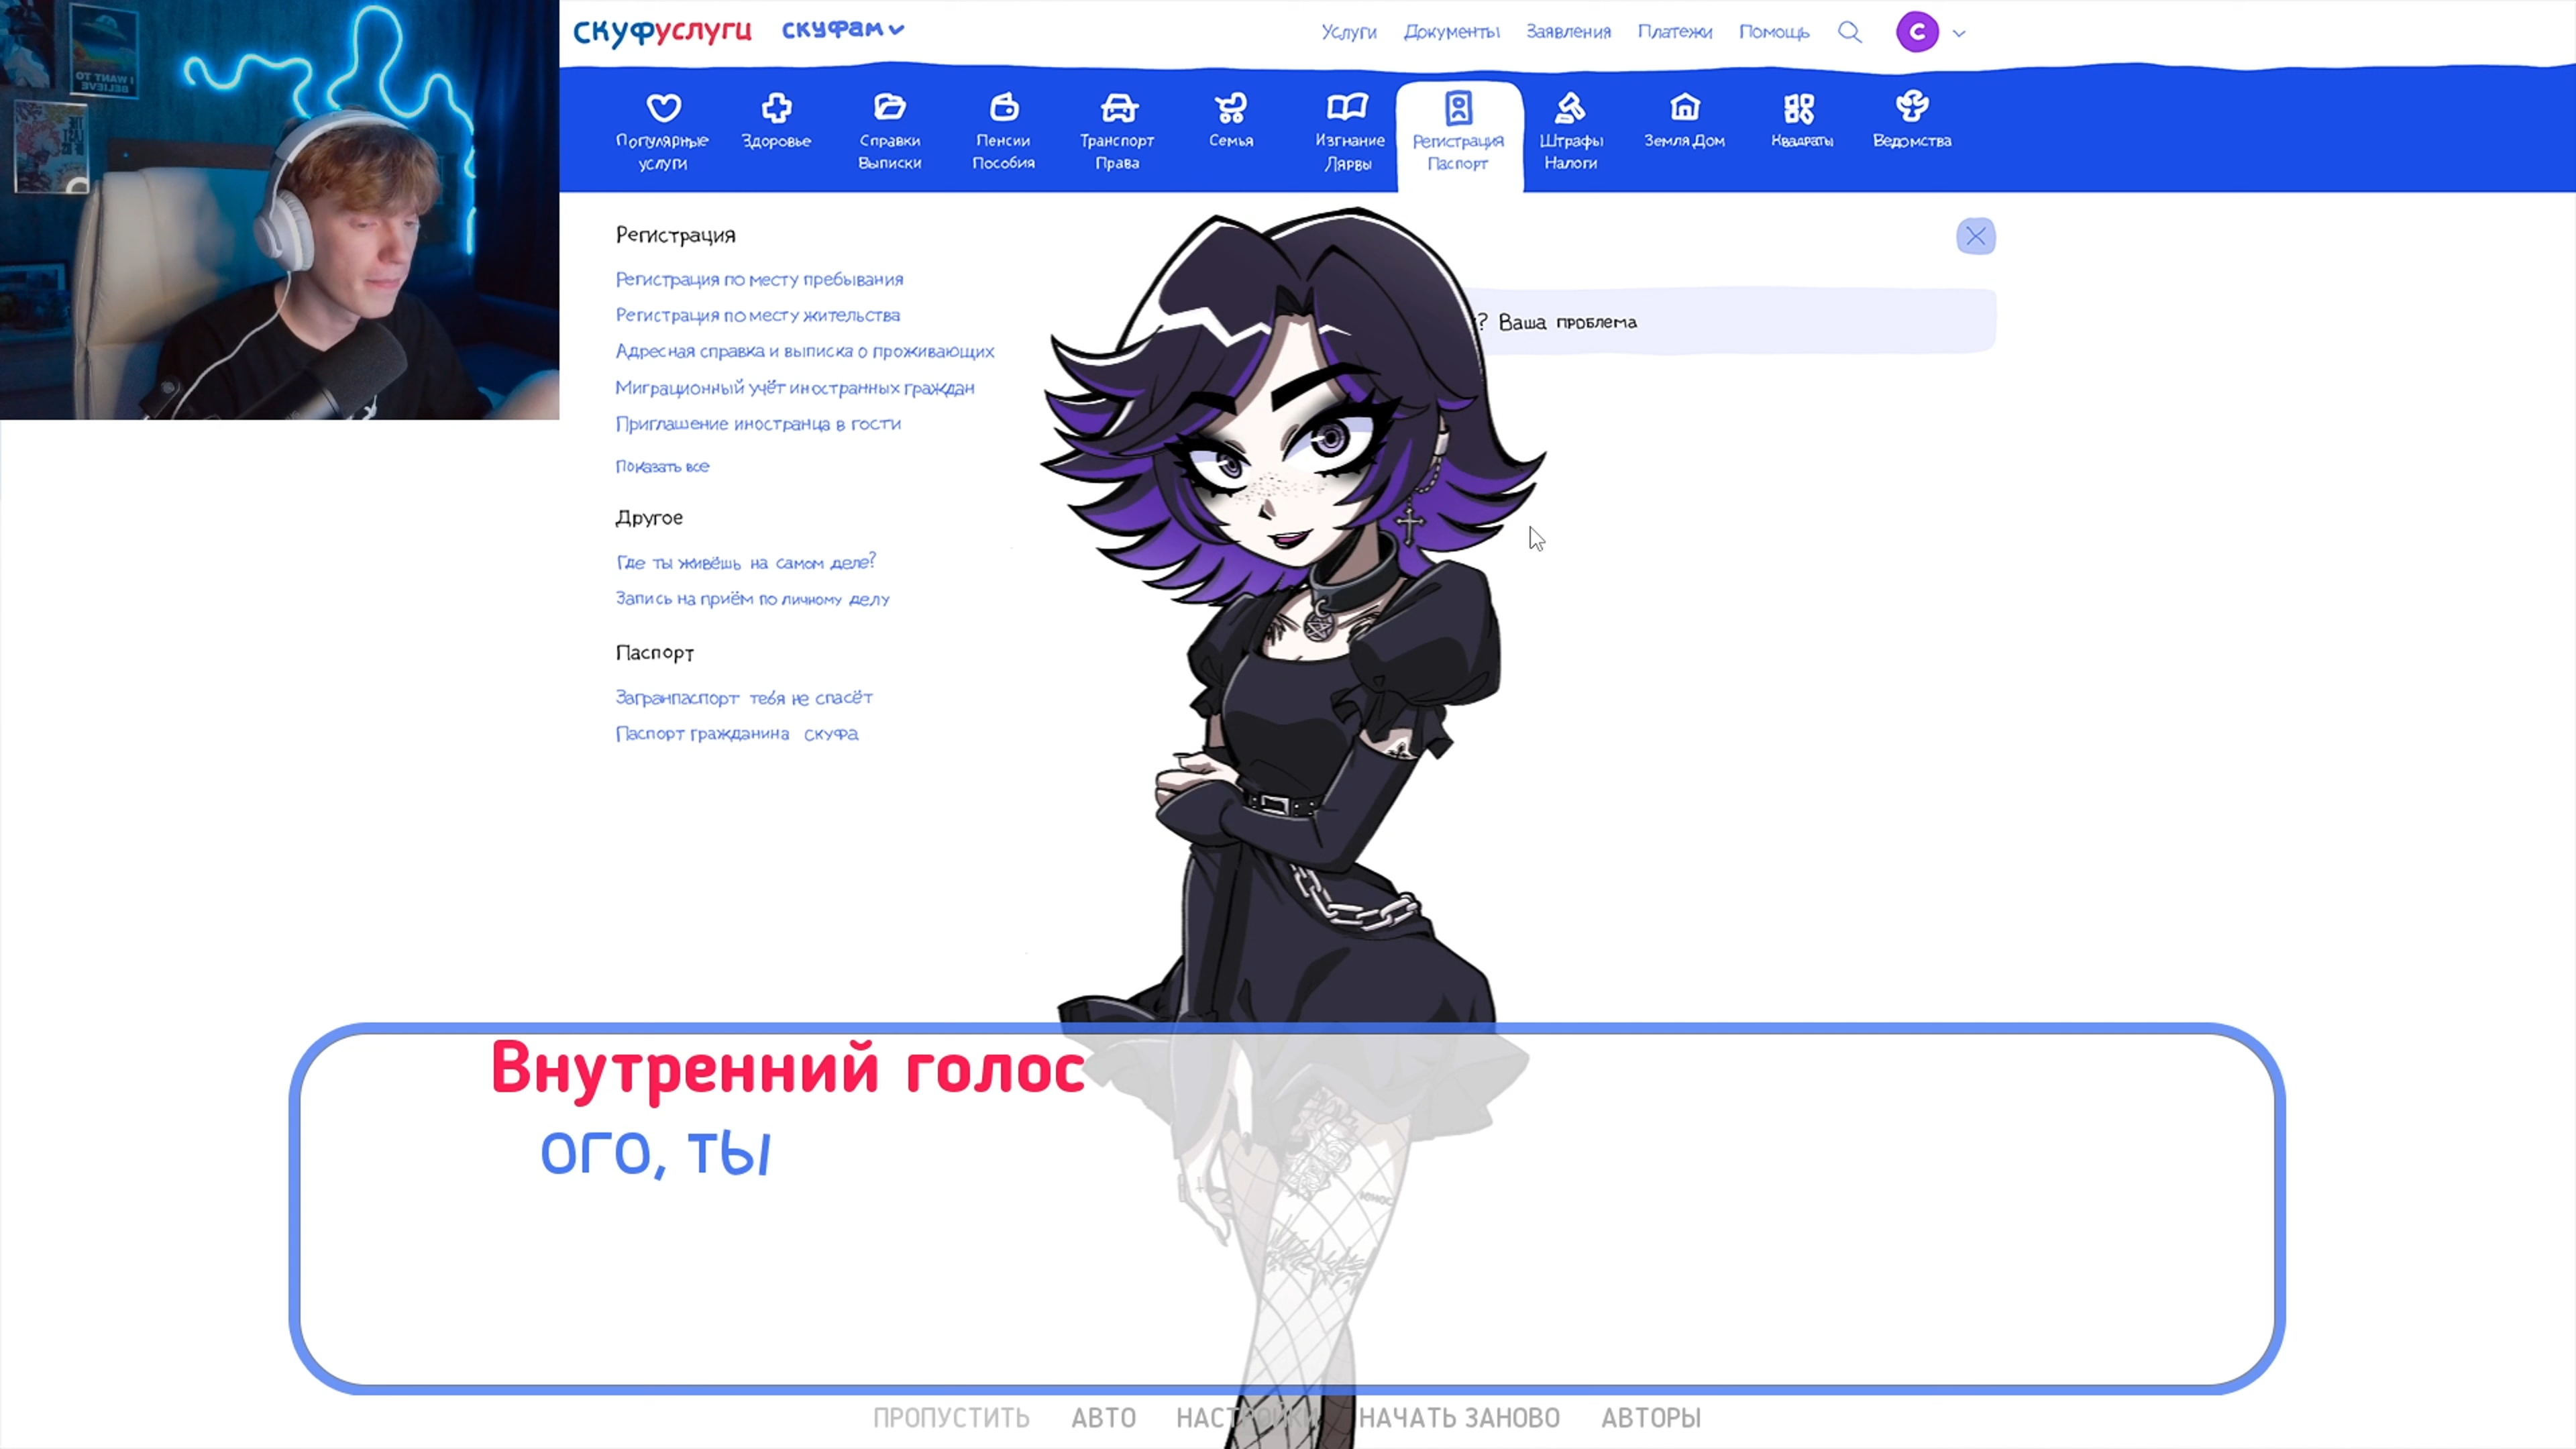 I WANT TO
BELIEVE
СКУФУСЛУГИ СКУФАМ
Услуги Документы Заявления Платежи Помощь С
Популярные услуги
Здоровье
Справки Выписки
Пенсии Пособия
Транспорт Права
Семья
Изгнание Лярвы
Регистрация Паспорт
Штрафы Налоги
Земля Дом
Квадраты
Ведомства
Регистрация
Регистрация по месту пребывания
Регистрация по месту жительства
Адресная справка и выписка о проживающих
Миграционный учёт иностранных граждан
Приглашение иностранца в гости
Показать все
Другое
Где ты живёшь на самом деле?
Запись на приём по личному делу
Паспорт
Загранпаспорт тебя не спасёт
Паспорт гражданина скуфа
? Ваша проблема
Внутренний голос
ого, ты
ПРОПУСТИТЬ АВТО НАСТРОЙКИ НАЧАТЬ ЗАНОВО АВТОРЫ